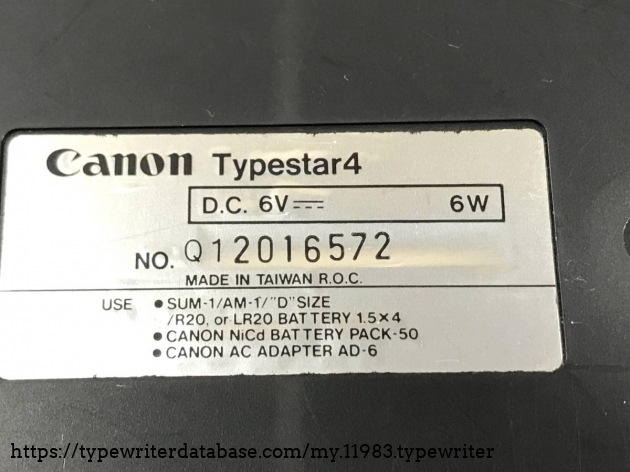 Canon Typestar4
D.C. 6V⎓ 6W
NO. Q12016572
MADE IN TAIWAN R.O.C.
USE ● SUM-1/AM-1/"D"SIZE
/R20, or LR20 BATTERY 1.5×4
● CANON NiCd BATTERY PACK-50
● CANON AC ADAPTER AD-6
https://typewriterdatabase.com/my.11983.typewriter